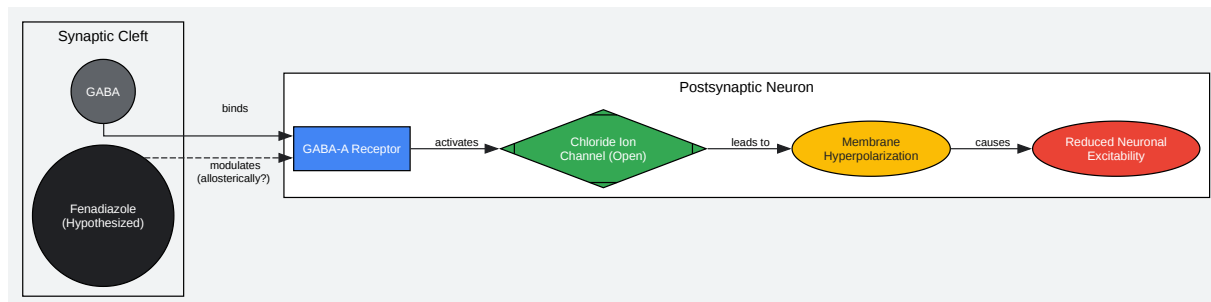 Synaptic Cleft
GABA
Fenadiazole
(Hypothesized)
binds
modulates
(allosterically?)
Postsynaptic Neuron
GABA-A Receptor
activates
Chloride Ion
Channel (Open)
leads to
Membrane
Hyperpolarization
causes
Reduced Neuronal
Excitability